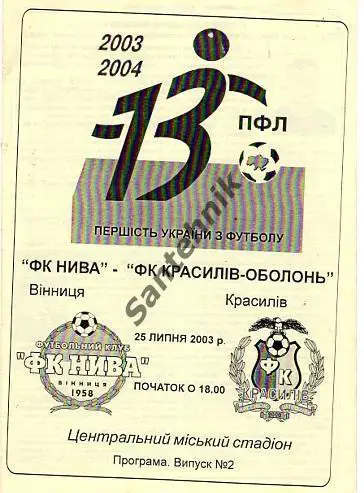 2003
2004
13
ПФЛ
ПЕРШІСТЬ УКРАЇНИ З ФУТБОЛУ
"ФК НИВА" - "ФК КРАСИЛІВ-ОБОЛОНЬ"
Вінниця
Красилів
25 ЛИПНЯ 2003 р.
ФУТБОЛЬНИЙ КЛУБ
"ФК НИВА"
ВІННИЦЯ
1958
ФК
КРАСИЛІВ
ПОЧАТОК О 18.00
Центральний міський стадіон
Програма. Випуск №2
Santehnik